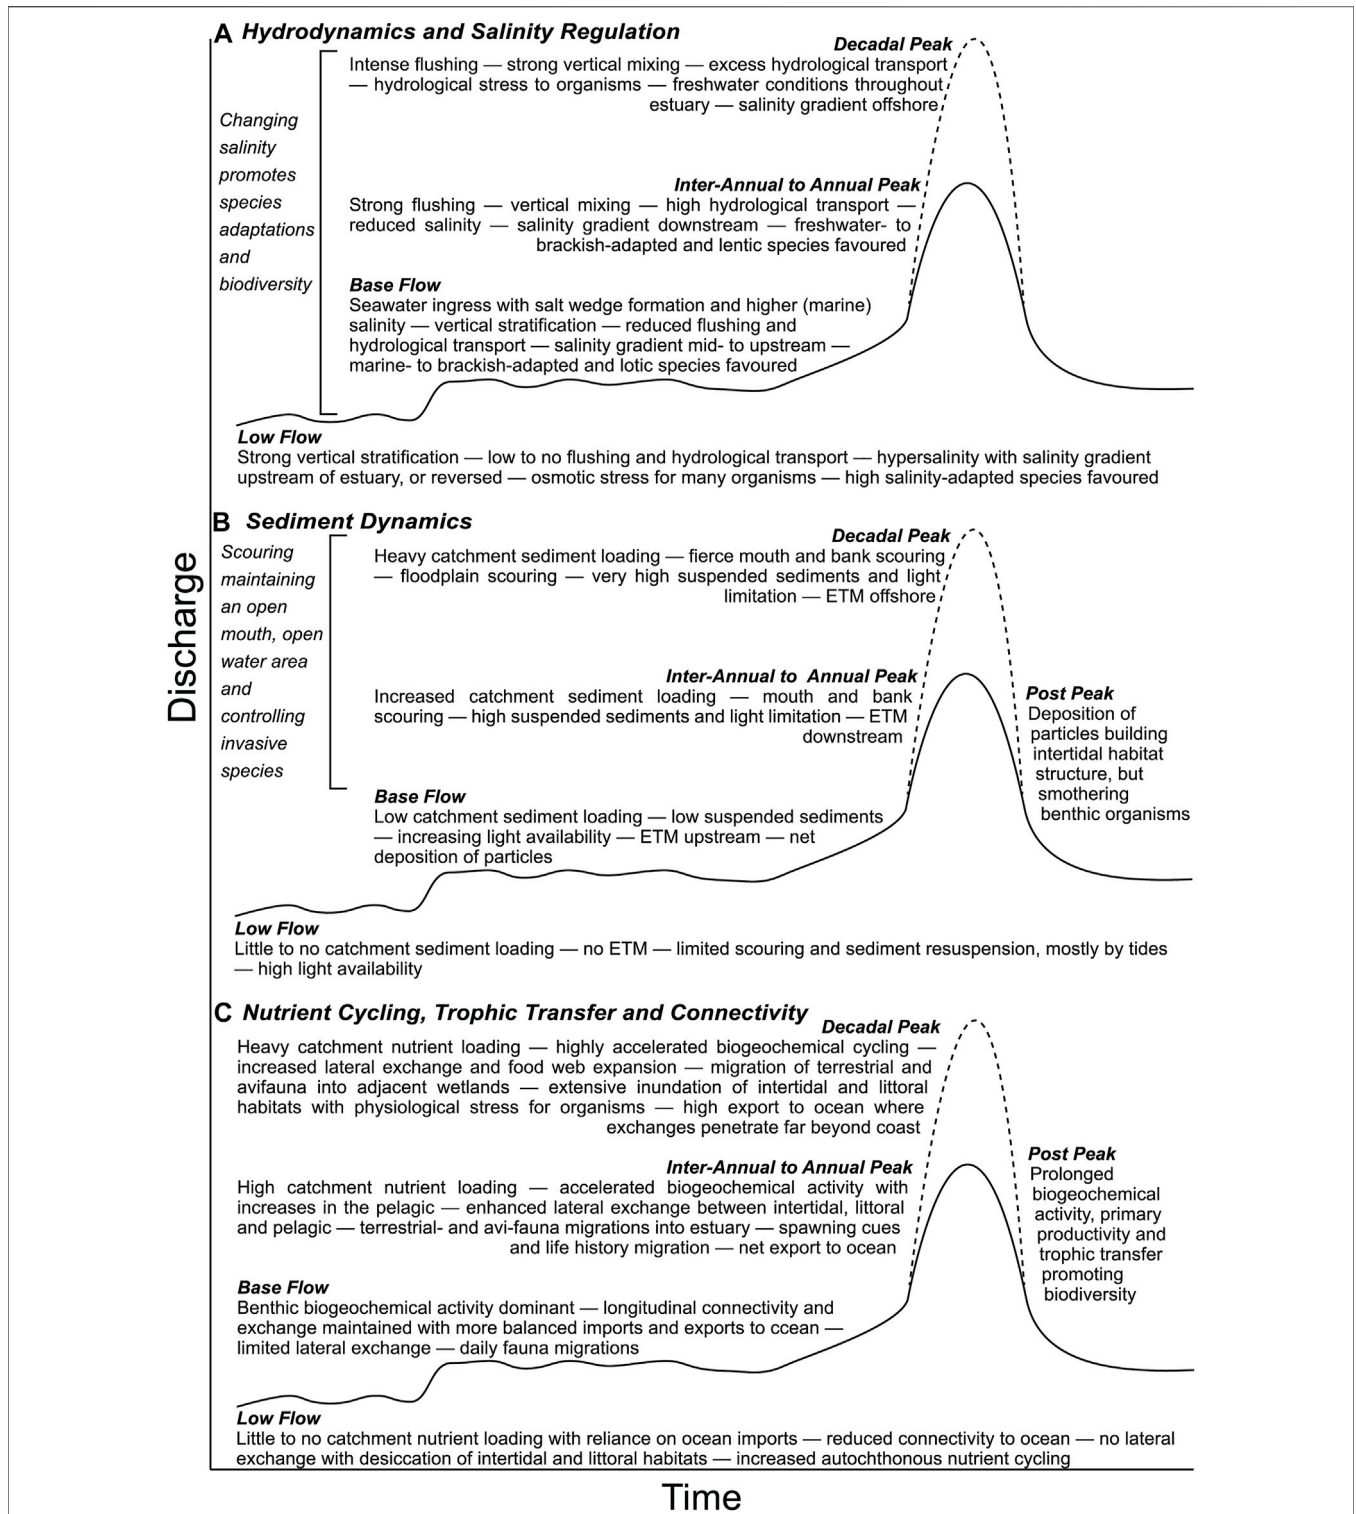 A Hydrodynamics and Salinity Regulation
Decadal Peak
Intense flushing — strong vertical mixing — excess hydrological transport
— hydrological stress to organisms — freshwater conditions throughout
estuary — salinity gradient offshore
Changing
salinity
promotes
species
adaptations
and
biodiversity
Inter-Annual to Annual Peak
Strong flushing — vertical mixing — high hydrological transport —
reduced salinity — salinity gradient downstream — freshwater- to
brackish-adapted and lentic species favoured
Base Flow
Seawater ingress with salt wedge formation and higher (marine)
salinity — vertical stratification — reduced flushing and
hydrological transport — salinity gradient mid- to upstream —
marine- to brackish-adapted and lotic species favoured
Low Flow
Strong vertical stratification — low to no flushing and hydrological transport — hypersalinity with salinity gradient
upstream of estuary, or reversed — osmotic stress for many organisms — high salinity-adapted species favoured
B Sediment Dynamics
Decadal Peak
Heavy catchment sediment loading — fierce mouth and bank scouring
— floodplain scouring — very high suspended sediments and light
limitation — ETM offshore
Scouring
maintaining
an open
mouth, open
water area
and
controlling
invasive
species
Inter-Annual to Annual Peak
Increased catchment sediment loading — mouth and bank
scouring — high suspended sediments and light limitation — ETM
downstream
Post Peak
Deposition of
particles building
intertidal habitat
structure, but
smothering
benthic organisms
Base Flow
Low catchment sediment loading — low suspended sediments
— increasing light availability — ETM upstream — net
deposition of particles
Low Flow
Little to no catchment sediment loading — no ETM — limited scouring and sediment resuspension, mostly by tides
— high light availability
C Nutrient Cycling, Trophic Transfer and Connectivity
Decadal Peak
Heavy catchment nutrient loading — highly accelerated biogeochemical cycling —
increased lateral exchange and food web expansion — migration of terrestrial and
avifauna into adjacent wetlands — extensive inundation of intertidal and littoral
habitats with physiological stress for organisms — high export to ocean where
exchanges penetrate far beyond coast
Inter-Annual to Annual Peak
High catchment nutrient loading — accelerated biogeochemical activity with
increases in the pelagic — enhanced lateral exchange between intertidal, littoral
and pelagic — terrestrial- and avi-fauna migrations into estuary — spawning cues
and life history migration — net export to ocean
Post Peak
Prolonged
biogeochemical
activity, primary
productivity and
trophic transfer
promoting
biodiversity
Base Flow
Benthic biogeochemical activity dominant — longitudinal connectivity and
exchange maintained with more balanced imports and exports to ccean —
limited lateral exchange — daily fauna migrations
Low Flow
Little to no catchment nutrient loading with reliance on ocean imports — reduced connectivity to ocean — no lateral
exchange with desiccation of intertidal and littoral habitats — increased autochthonous nutrient cycling
Discharge
Time